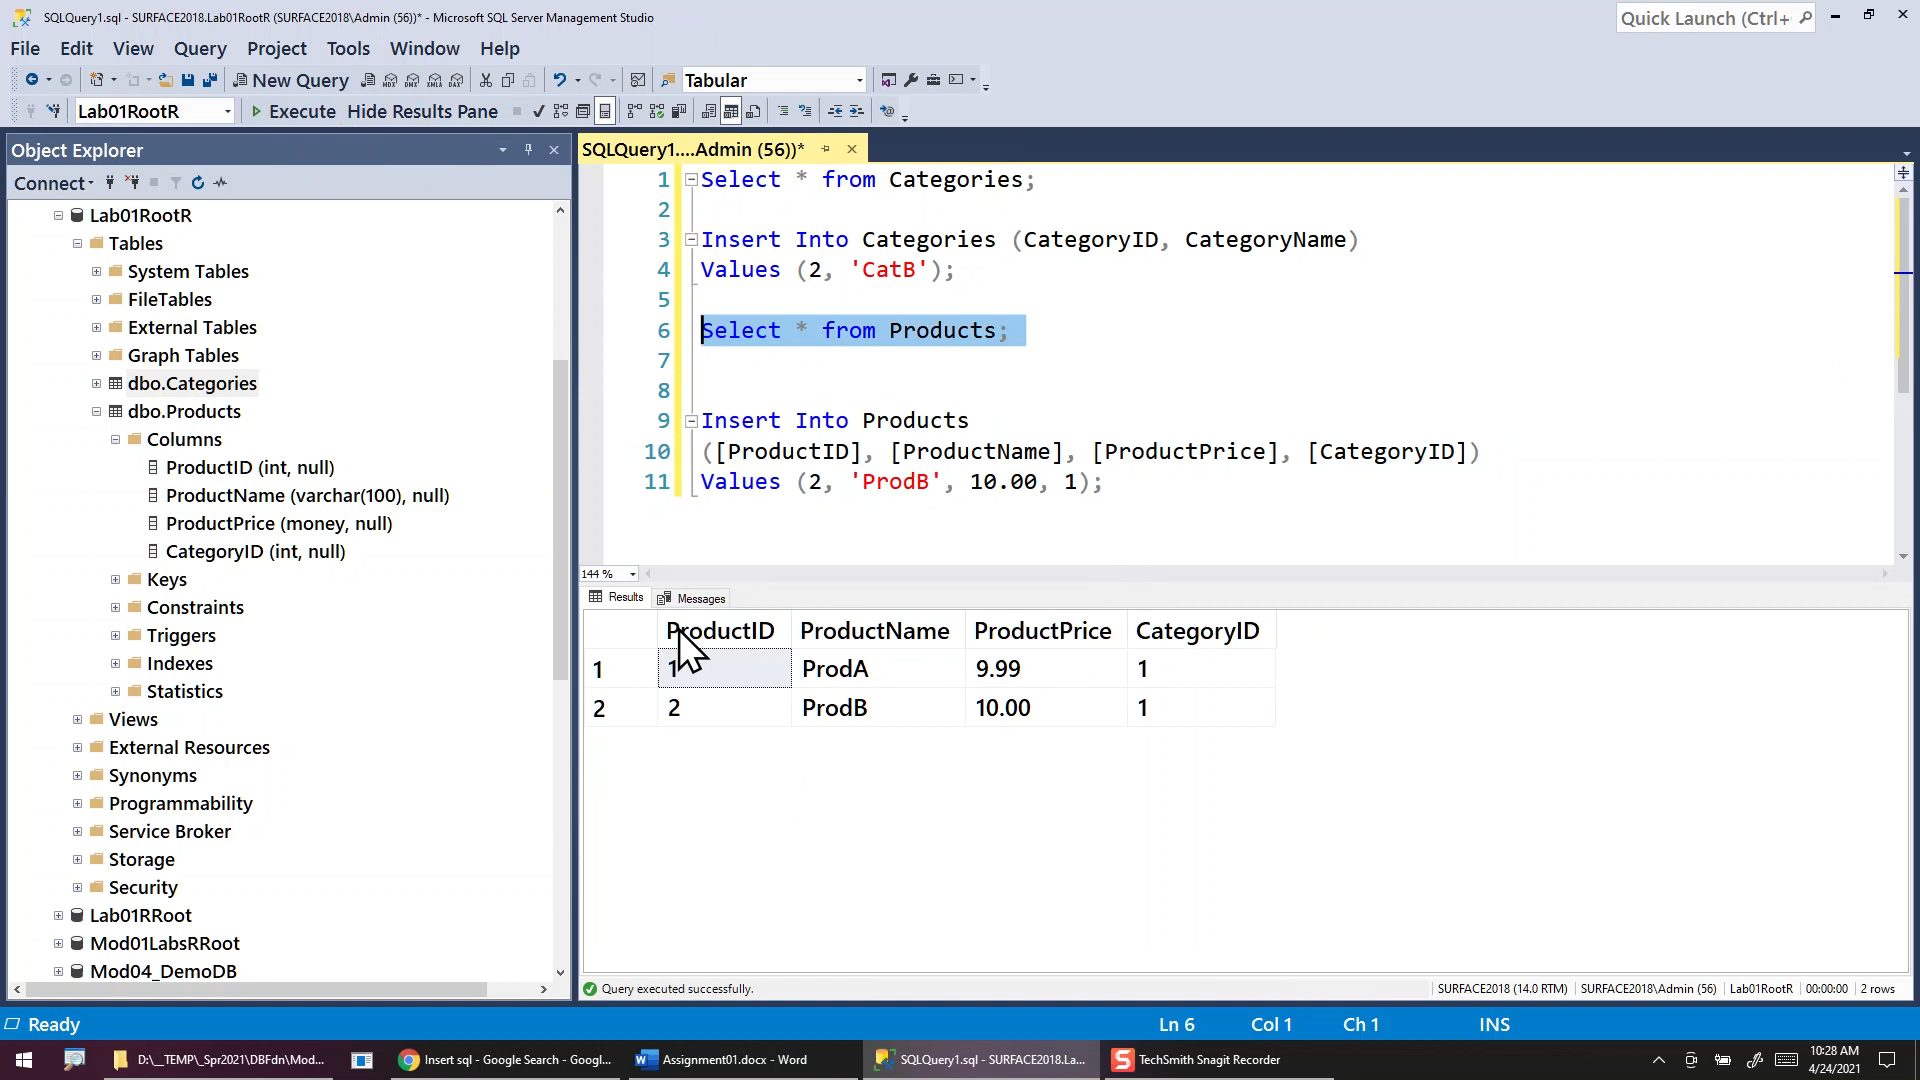 SQLQuery1.sql - SURFACE2018.Lab01RootR (SURFACE2018\Admin (56))* - Microsoft SQL Server Management Studio
Quick Launch (Ctrl+
File Edit View Query Project Tools Window Help
New Query
Tabular
Lab01RootR
Execute Hide Results Pane
Object Explorer
SQLQuery1....Admin (56))*
Connect
Lab01RootR
Tables
System Tables
FileTables
External Tables
Graph Tables
dbo.Categories
dbo.Products
Columns
ProductID (int, null)
ProductName (varchar(100), null)
ProductPrice (money, null)
CategoryID (int, null)
Keys
Constraints
Triggers
Indexes
Statistics
Views
External Resources
Synonyms
Programmability
Service Broker
Storage
Security
Lab01RRoot
Mod01LabsRRoot
Mod04_DemoDB
1 Select * from Categories;
2
3 Insert Into Categories (CategoryID, CategoryName)
4 Values (2, 'CatB');
5
6 Select * from Products;
7
8
9 Insert Into Products
10 ([ProductID], [ProductName], [ProductPrice], [CategoryID])
11 Values (2, 'ProdB', 10.00, 1);
144 %
Results Messages
ProductID ProductName ProductPrice CategoryID
1 1 ProdA 9.99 1
2 2 ProdB 10.00 1
Query executed successfully.
SURFACE2018 (14.0 RTM) SURFACE2018\Admin (56) Lab01RootR 00:00:00 2 rows
Ready
Ln 6 Col 1 Ch 1 INS
D:\__TEMP\_Spr2021\DBFdn\Mod...
Insert sql - Google Search - Googl...
Assignment01.docx - Word
SQLQuery1.sql - SURFACE2018.La...
TechSmith Snagit Recorder
10:28 AM
4/24/2021